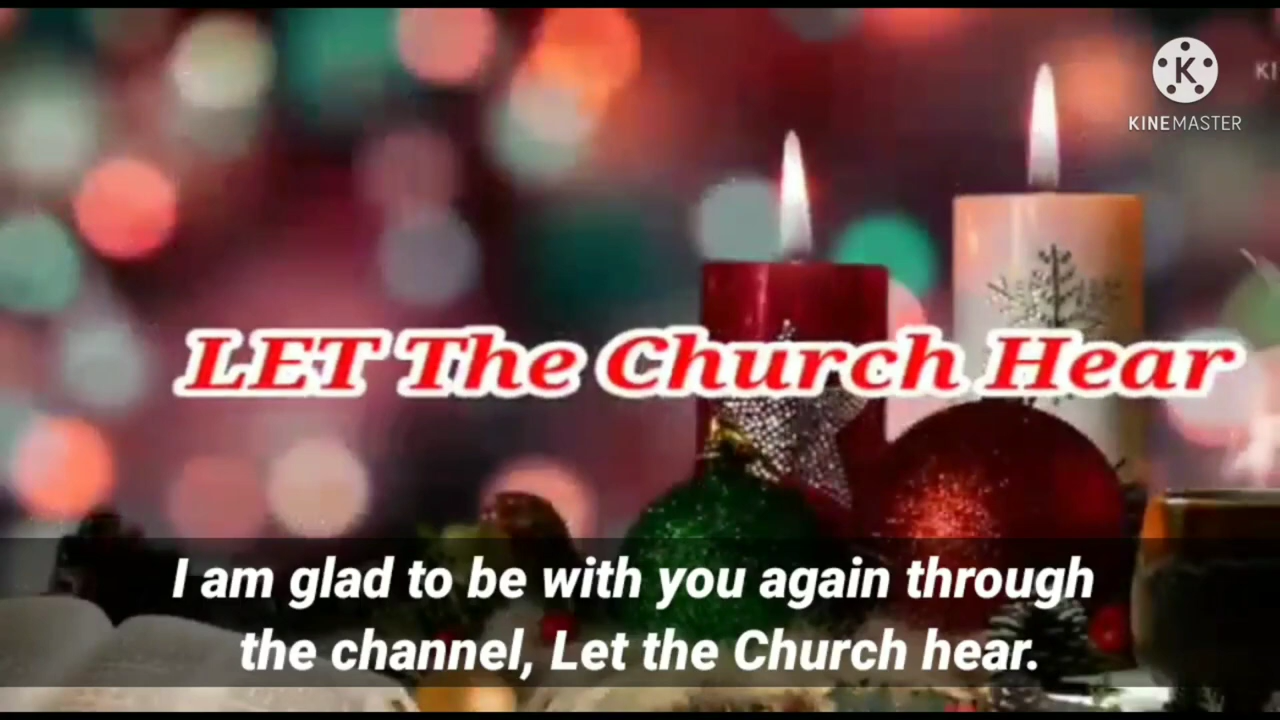 KINEMASTER
KI
LET The Church Hear
I am glad to be with you again through
the channel, Let the Church hear.